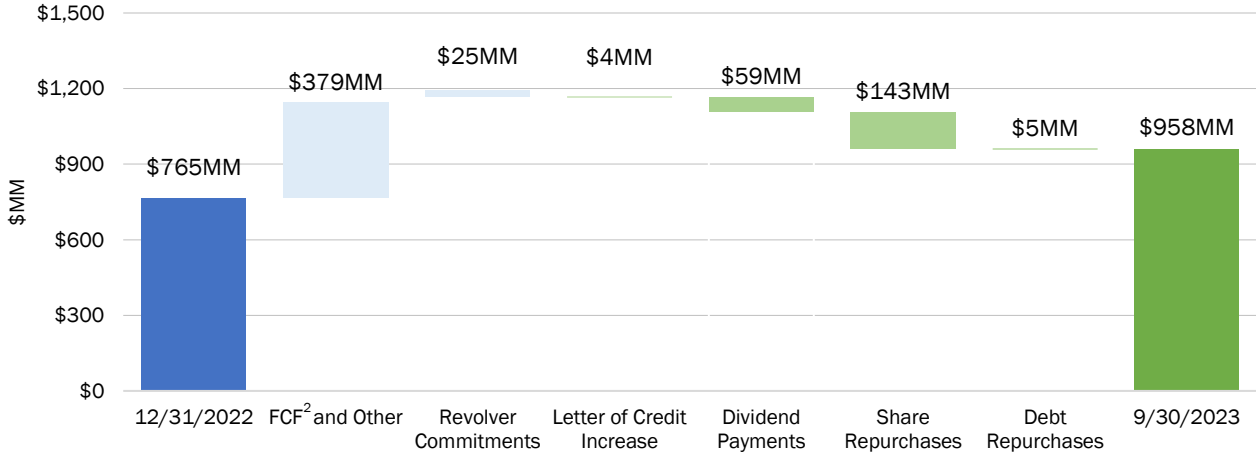 $MM
$1,500
$1,200
$900
$600
$300
$0
$765MM
$379MM
$25MM
$4MM
$59MM
$143MM
$5MM
$958MM
12/31/2022
FCF2 and Other
Revolver
Commitments
Letter of Credit
Increase
Dividend
Payments
Share
Repurchases
Debt
Repurchases
9/30/2023